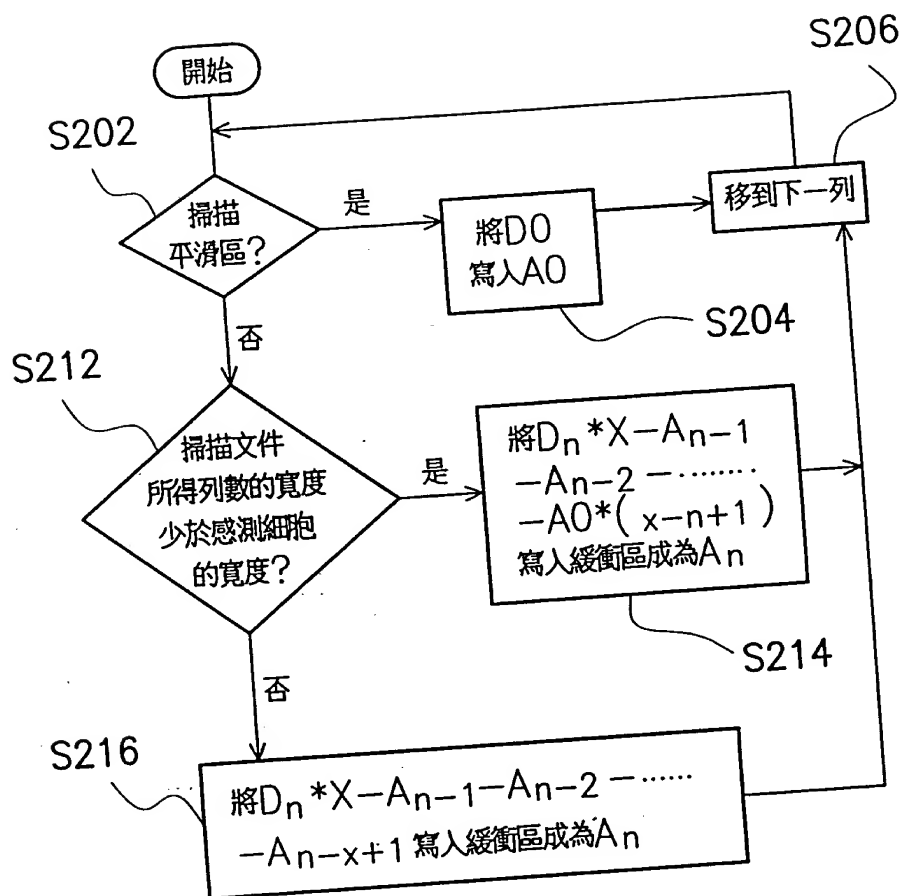 S206
開始
S202
掃描
平滑區?
是
將D0
寫入A0
移到下一列
S204
否
S212
掃描文件
所得列數的寬度
少於感測細胞
的寬度?
是
將Dn*X-An-1
-An-2-········
-A0*(x-n+1)
寫入緩衝區成為An
S214
否
S216
將Dn*X-An-1-An-2-······
-An-x+1寫入緩衝區成為An